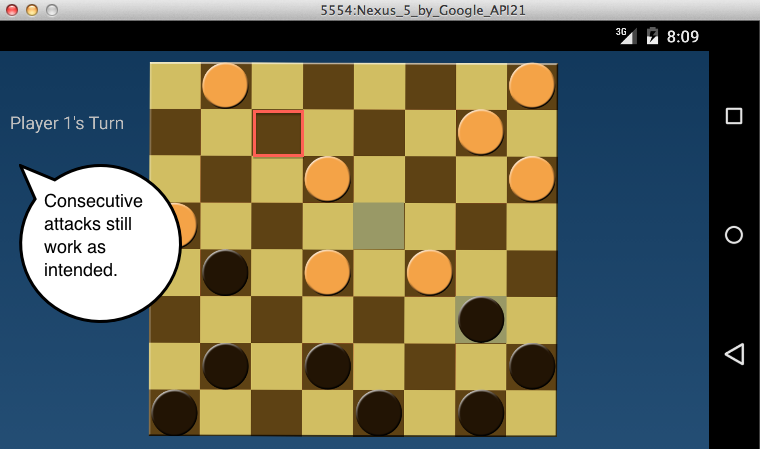 5554:Nexus_5_by_Google_API21
3G 8:09
Player 1's Turn
Consecutive
attacks still
work as
intended.